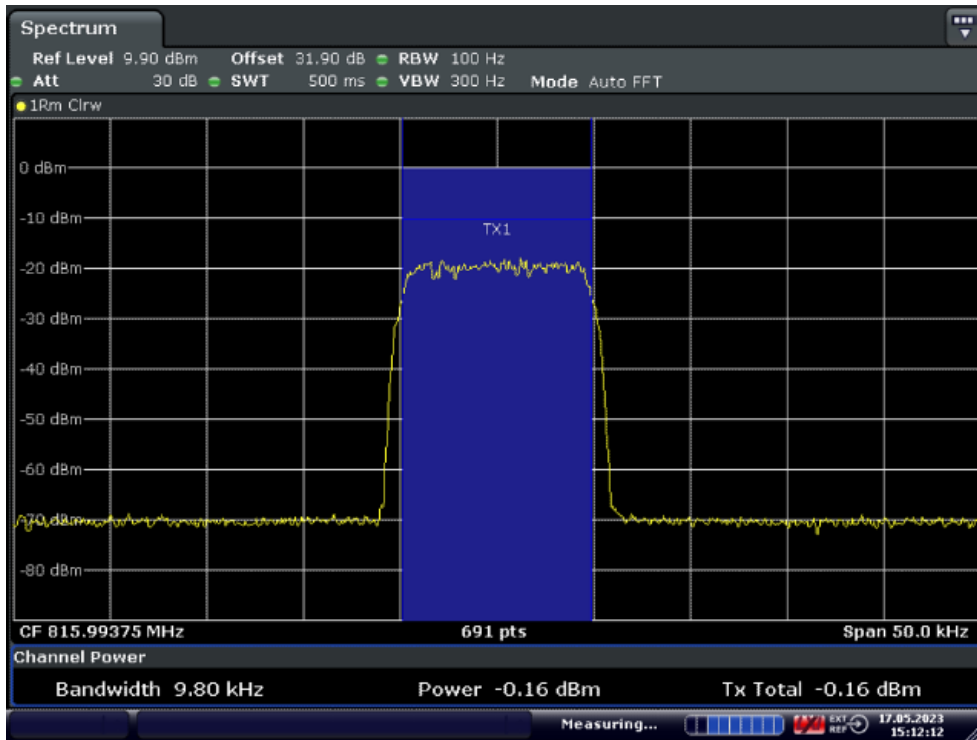 Spectrum
Ref Level 9.90 dBm Offset 31.90 dB RBW 100 Hz
Att 30 dB SWT 500 ms VBW 300 Hz Mode Auto FFT
1Rm Clrw
0 dBm
-10 dBm
TX1
-20 dBm
-30 dBm
-40 dBm
-50 dBm
-60 dBm
-70 dBm
-80 dBm
CF 815.99375 MHz 691 pts Span 50.0 kHz
Channel Power
Bandwidth 9.80 kHz Power -0.16 dBm Tx Total -0.16 dBm
Measuring... EXT REF 17.05.2023 15:12:12